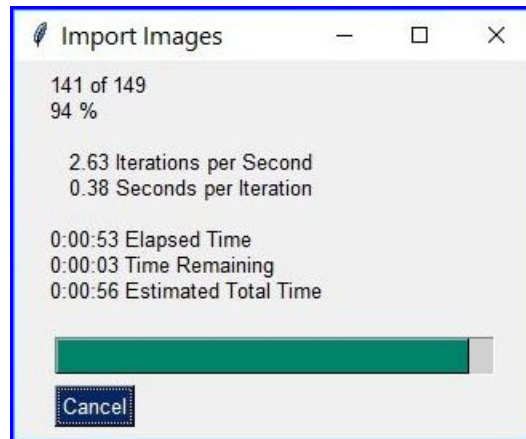 Import Images
141 of 149
94 %
2.63 Iterations per Second
0.38 Seconds per Iteration
0:00:53 Elapsed Time
0:00:03 Time Remaining
0:00:56 Estimated Total Time
Cancel